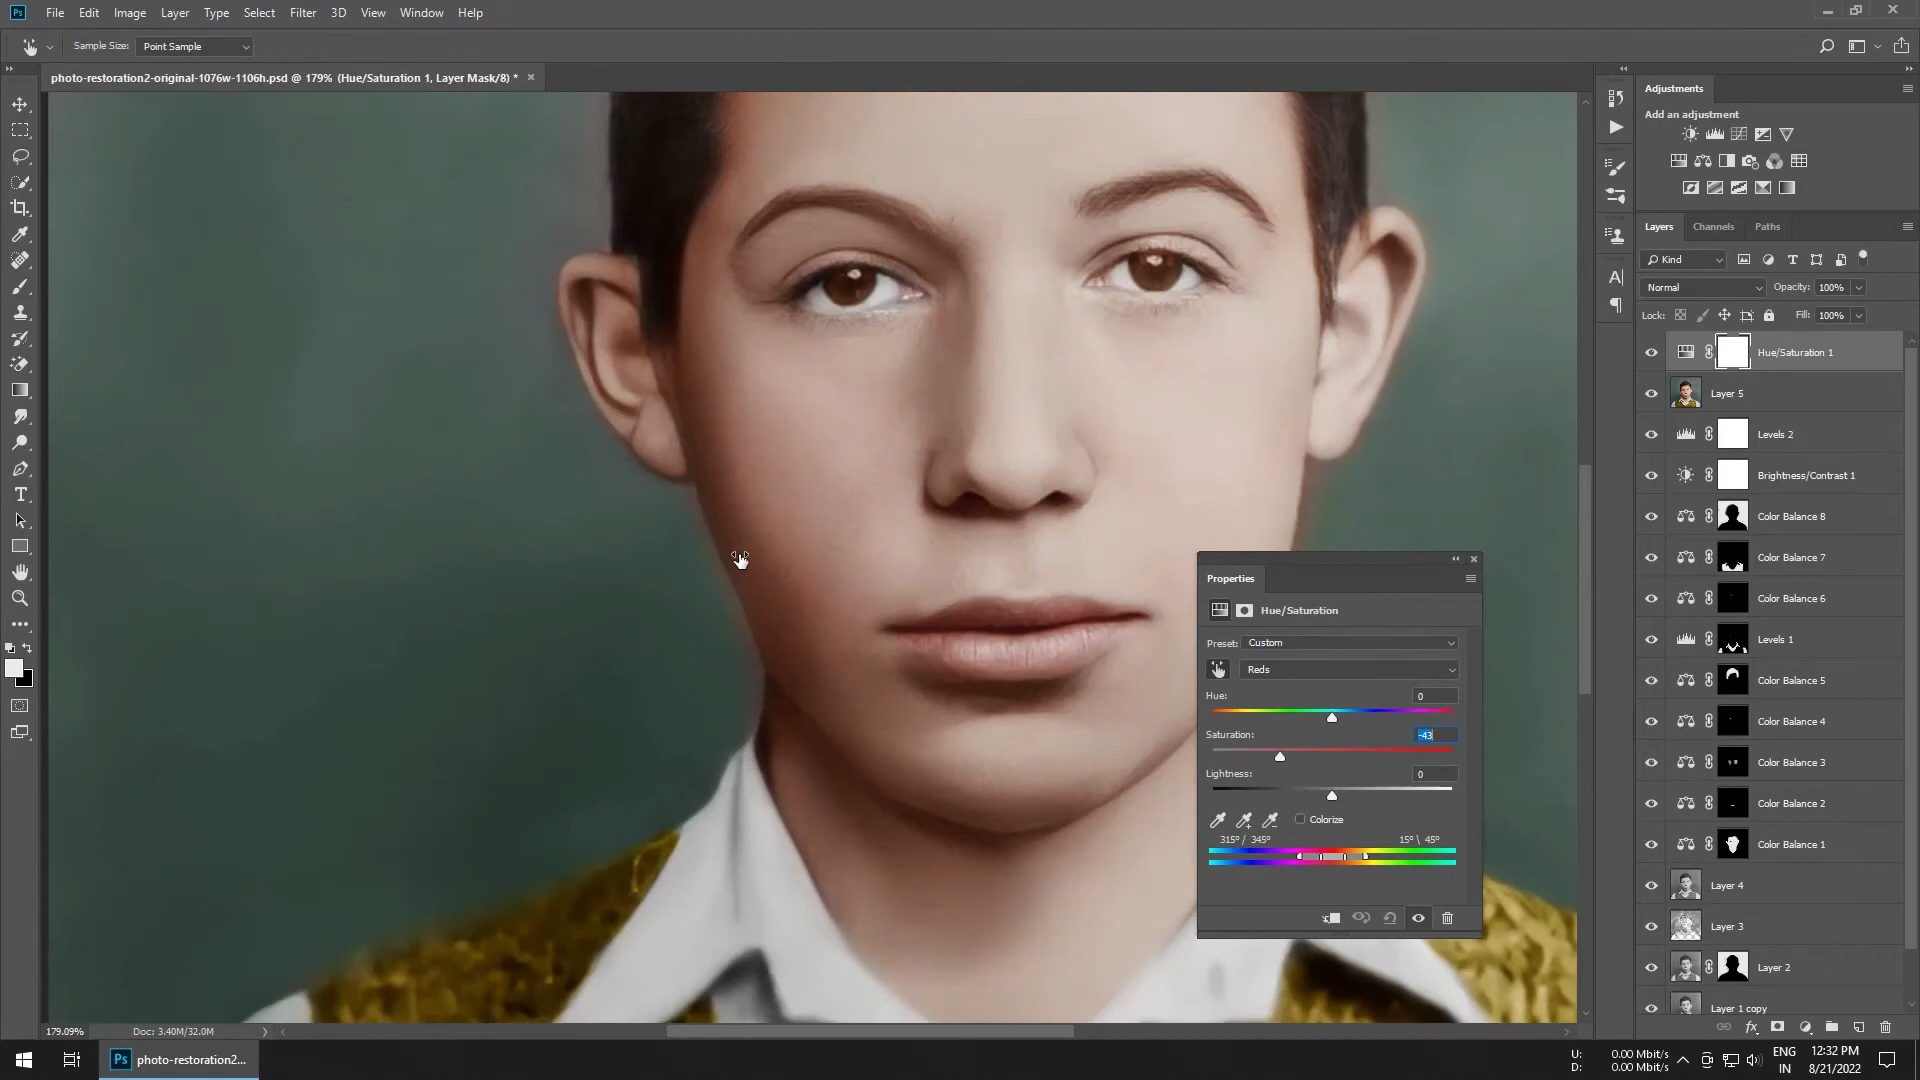 Ps File Edit Image Layer Type Select Filter 3D View Window Help
Sample Size: Point Sample
photo-restoration2-original-1076w-1106h.psd @ 179% (Hue/Saturation 1, Layer Mask/8) *
Adjustments
Add an adjustment
Layers Channels Paths
Kind
Normal Opacity: 100%
Lock: Fill: 100%
Hue/Saturation 1
Layer 5
Levels 2
Brightness/Contrast 1
Color Balance 8
Color Balance 7
Color Balance 6
Levels 1
Color Balance 5
Color Balance 4
Color Balance 3
Color Balance 2
Color Balance 1
Layer 4
Layer 3
Layer 2
Layer 1 copy
Properties
Hue/Saturation
Preset: Custom
Reds
Hue: 0
Saturation: -43
Lightness: 0
Colorize
315°/ 345° 15°\ 45°
179.09% Doc: 3.40M/32.0M
Ps photo-restoration2...
U: 0.00 Mbit/s
D: 0.00 Mbit/s
ENG
IN
12:32 PM
8/21/2022